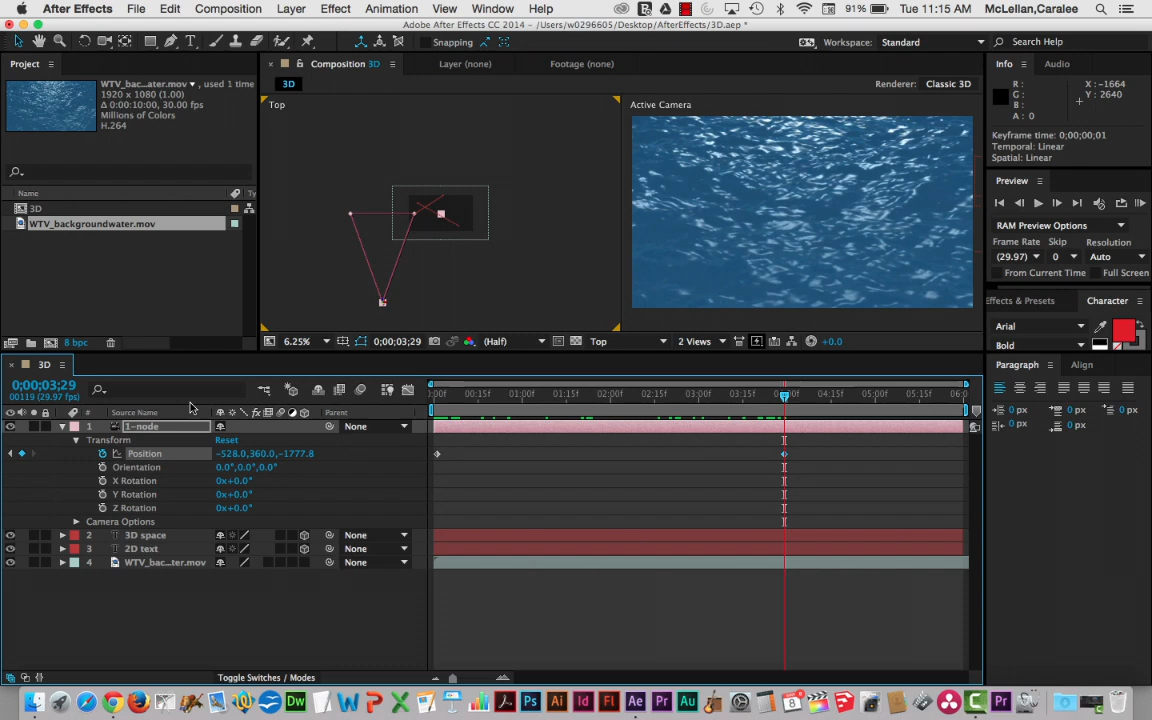 After Effects File Edit Composition Layer Effect Animation View Window Help 91% Tue 11:15 AM McLellan,Caralee
Adobe After Effects CC 2014 - /Users/w0296605/Desktop/AfterEffects/3D.aep *
Snapping Workspace: Standard Search Help
Project Composition 3D Layer (none) Footage (none) Info Audio
WTV_bac...ater.mov , used 1 time
1920 x 1080 (1.00)
Δ 0:00:10:00, 30.00 fps
Millions of Colors
H.264
3D Renderer: Classic 3D
Top Active Camera
R: X: -1664
G: Y: 2640
B:
A: 0
Keyframe time: 0;00;00;01
Temporal: Linear
Spatial: Linear
Preview
RAM Preview Options
Frame Rate Skip Resolution
(29.97) 0 Auto
From Current Time Full Screen
Name Ty
3D
WTV_backgroundwater.mov
8 bpc
6.25% 0;00;03;29 (Half) Top 2 Views +0.0
Effects & Presets Character
Arial
Bold
Paragraph Align
0 px 0 px 0 px
0 px 0 px
3D
0;00;03;29
00119 (29.97 fps)
:00f 00:15f 01:00f 01:15f 02:00f 02:15f 03:00f 03:15f 04:00f 04:15f 05:00f 05:15f 06:0
# Source Name Parent
1 1-node None
Transform Reset
Position -528.0,360.0,-1777.8
Orientation 0.0°,0.0°,0.0°
X Rotation 0x+0.0°
Y Rotation 0x+0.0°
Z Rotation 0x+0.0°
Camera Options
2 T 3D space None
3 T 2D text None
4 WTV_bac...ter.mov None
Toggle Switches / Modes